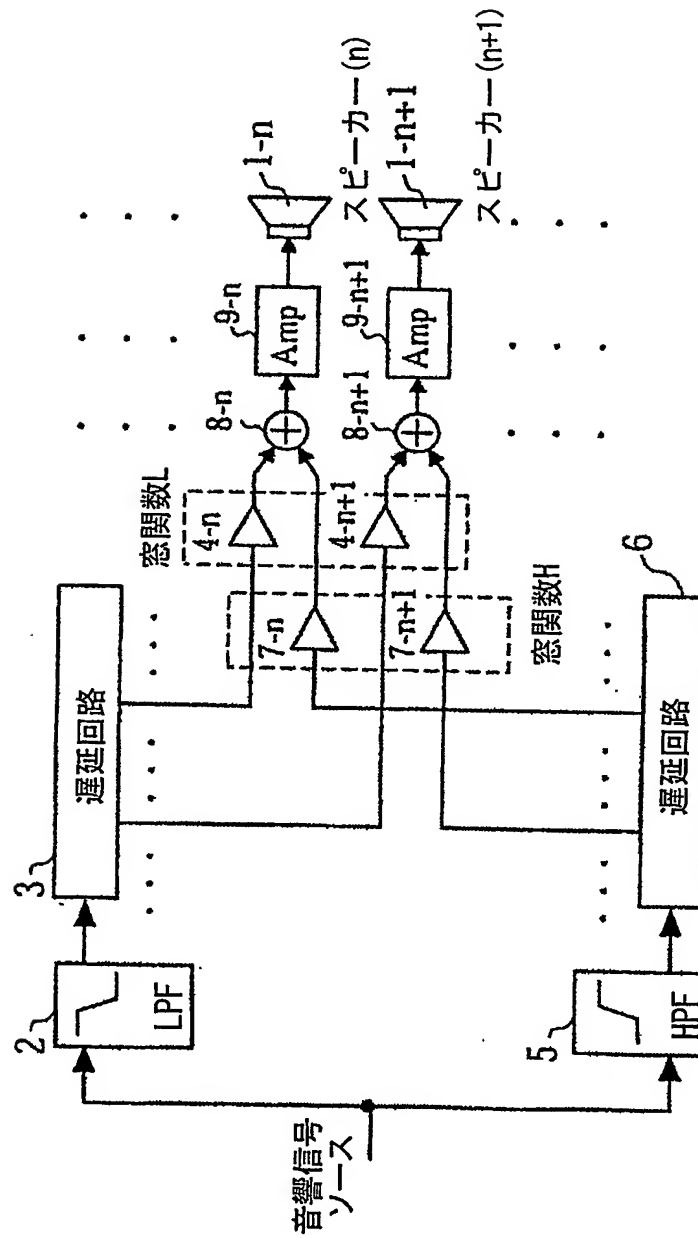 音響信号
ソース
2
LPF
3
遅延回路
窓関数L
4-n
7-n
8-n
9-n
Amp
1-n
スピーカー(n)
4-n+1
7-n+1
8-n+1
9-n+1
Amp
1-n+1
スピーカー(n+1)
窓関数H
5
HPF
6
遅延回路